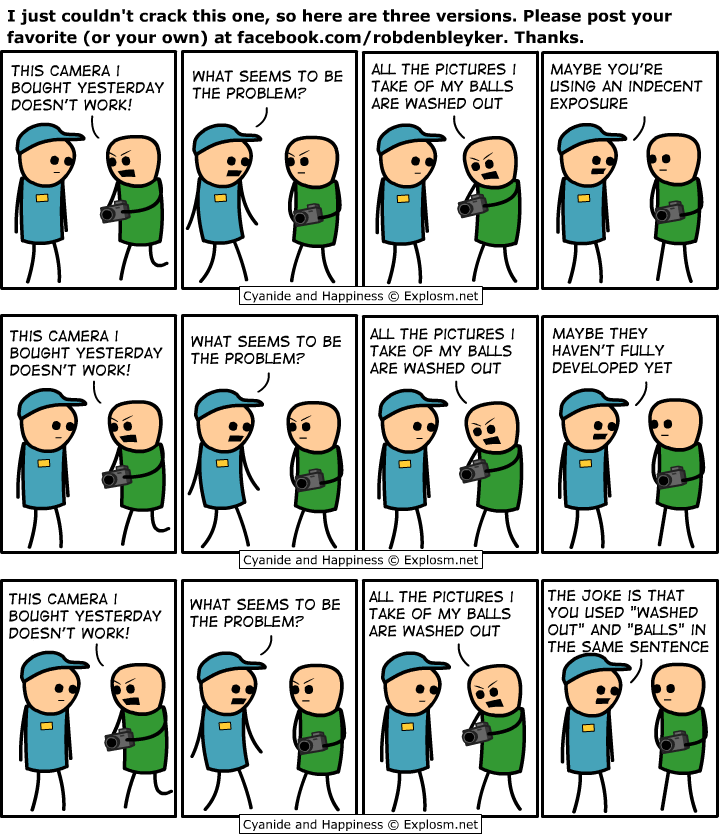 I just couldn't crack this one, so here are three versions. Please post your
favorite (or your own) at facebook.com/robdenbleyker. Thanks.
THIS CAMERA I
BOUGHT YESTERDAY
DOESN'T WORK!
WHAT SEEMS TO BE
THE PROBLEM?
ALL THE PICTURES I
TAKE OF MY BALLS
ARE WASHED OUT
MAYBE YOU'RE
USING AN INDECENT
EXPOSURE
Cyanide and Happiness © Explosm.net
THIS CAMERA I
BOUGHT YESTERDAY
DOESN'T WORK!
WHAT SEEMS TO BE
THE PROBLEM?
ALL THE PICTURES I
TAKE OF MY BALLS
ARE WASHED OUT
MAYBE THEY
HAVEN'T FULLY
DEVELOPED YET
Cyanide and Happiness © Explosm.net
THIS CAMERA I
BOUGHT YESTERDAY
DOESN'T WORK!
WHAT SEEMS TO BE
THE PROBLEM?
ALL THE PICTURES I
TAKE OF MY BALLS
ARE WASHED OUT
THE JOKE IS THAT
YOU USED "WASHED
OUT" AND "BALLS" IN
THE SAME SENTENCE
Cyanide and Happiness © Explosm.net